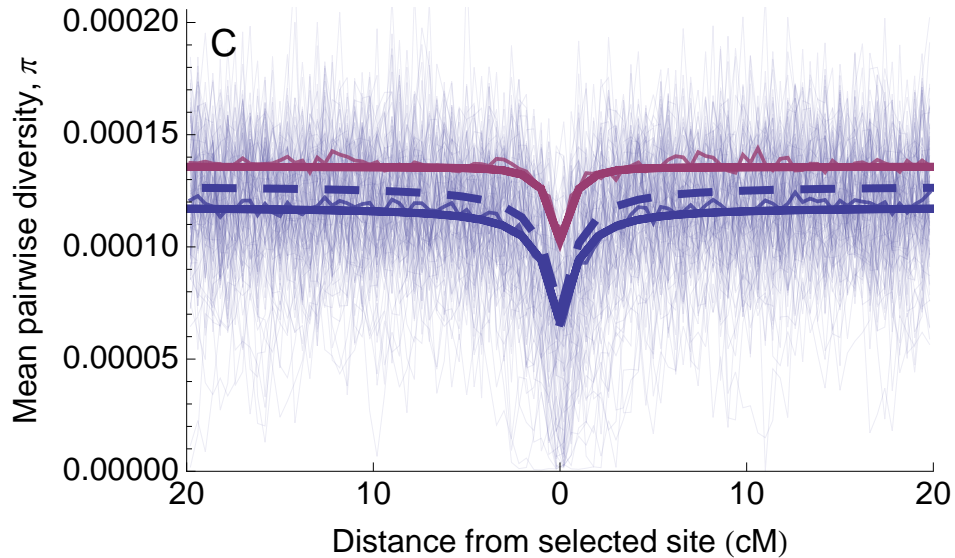 C
Mean pairwise diversity, π
0.00020
0.00015
0.00010
0.00005
0.00000
20 10 0 10 20
Distance from selected site (cM)